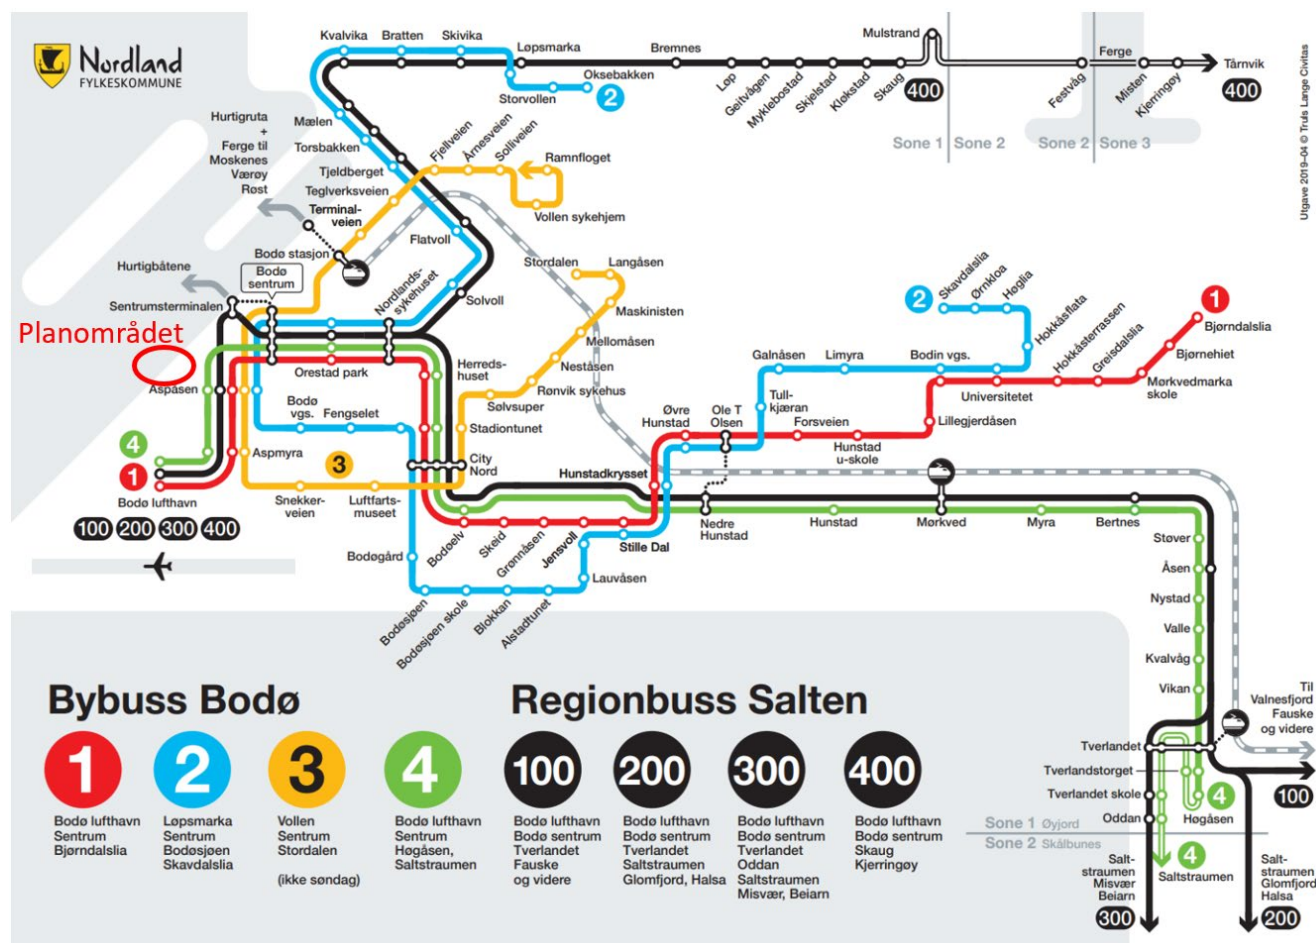 Nordland
FYLKESKOMMUNE
Kvalvika
Bratten
Skivika
Løpsmarka
Bremnes
Mulstrand
Ferge
Tårnvik
400
Oksebakken
Storvollen
2
Løp
Geitvågen
Myklebostad
Skjelstad
Kløkstad
Skaug
400
Festvåg
Misten
Kjerringøy
Sone 1
Sone 2
Sone 2
Sone 3
Utgave 2019-04 © Truls Lange Civitas
Hurtigruta
+
Ferge til
Moskenes
Værøy
Røst
Mælen
Torsbakken
Tjeldberget
Teglverksveien
Terminal-
veien
Fjellveien
Årnesveien
Solliveien
Ramnfloget
Vollen sykehjem
Flatvoll
Bodø stasjon
Hurtigbåtene
Bodø
sentrum
Sentrumsterminalen
Nordlands-
sykehuset
Solvoll
Stordalen
Langåsen
Maskinisten
Mellomåsen
Neståsen
Rønvik sykehus
Sølvsuper
Stadiontunet
Planområdet
Aspåsen
Orestad park
Herreds-
huset
2
Skavdalslia
Ørnkloa
Høglia
Hokkåsflata
1
Bjørndalslia
Bjørnehiet
Mørkvedmarka
skole
Galnåsen
Limyra
Bodin vgs.
Hokkåsterrassen
Greisdalslia
Universitetet
Tull-
kjæran
Lillegjerdåsen
Øvre
Hunstad
Ole T
Olsen
Forsveien
Hunstad
u-skole
Bodø
vgs.
Fengselet
4
1
Bodø lufthavn
100 200 300 400
Aspmyra
3
City
Nord
Snekker-
veien
Luftfarts-
museet
Hunstadkrysset
Bodøgård
Bodøelv
Skeid
Grønnåsen
Jensvoll
Stille Dal
Lauvåsen
Bodøsjøen
Bodøsjøen skole
Blokkan
Alstadtunet
Nedre
Hunstad
Hunstad
Mørkved
Myra
Bertnes
Støver
Åsen
Nystad
Valle
Kvalvåg
Vikan
Til
Valnesfjord
Fauske
og videre
Tverlandet
Tverlandstorget
Tverlandet skole
Oddan
4
Høgåsen
100
Sone 1 Øyjord
Sone 2 Skålbunes
4
Saltstraumen
Salt-
straumen
Misvær
Beiarn
300
Salt-
straumen
Glomfjord
Halsa
200
Bybuss Bodø
1
Bodø lufthavn
Sentrum
Bjørndalslia
2
Løpsmarka
Sentrum
Bodøsjøen
Skavdalslia
3
Vollen
Sentrum
Stordalen
(ikke søndag)
4
Bodø lufthavn
Sentrum
Høgåsen,
Saltstraumen
Regionbuss Salten
100
Bodø lufthavn
Bodø sentrum
Tverlandet
Fauske
og videre
200
Bodø lufthavn
Bodø sentrum
Tverlandet
Saltstraumen
Glomfjord, Halsa
300
Bodø lufthavn
Bodø sentrum
Tverlandet
Oddan
Saltstraumen
Misvær, Beiarn
400
Bodø lufthavn
Bodø sentrum
Skaug
Kjerringøy